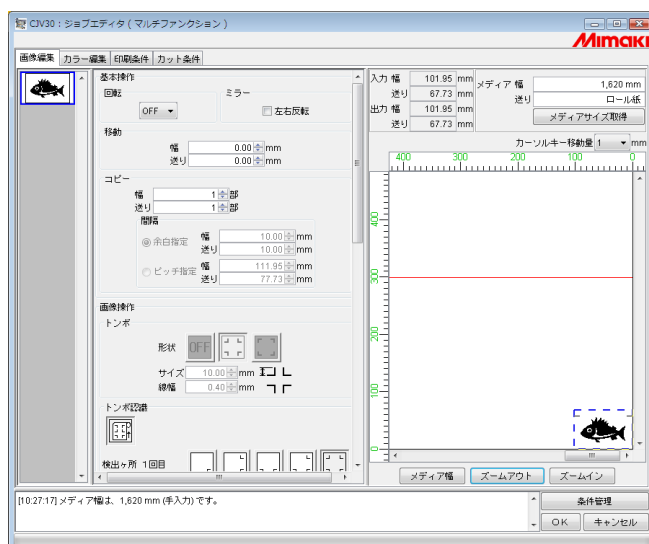 CJV30：ジョブエディタ（マルチファンクション）
Mimaki
画像編集 カラー編集 印刷条件 カット条件
基本操作
回転 ミラー
OFF 左右反転
移動
幅 0.00 mm
送り 0.00 mm
コピー
幅 1 部
送り 1 部
間隔
余白指定 幅 10.00 mm
送り 10.00 mm
ピッチ指定 幅 111.95 mm
送り 77.73 mm
画像操作
トンボ
形状 OFF
サイズ 10.00 mm
線幅 0.40 mm
トンボ認識
検出ヶ所 1回目
入力 幅 101.95 mm
送り 67.73 mm
出力 幅 101.95 mm
送り 67.73 mm
メディア 幅 1,620 mm
送り ロール紙
メディアサイズ取得
カーソルキー移動量 1 mm
400 300 200 100 0
400
300
200
100
0
メディア幅 ズームアウト ズームイン
[10:27:17] メディア幅は、1,620 mm (手入力) です。
条件管理
OK キャンセル